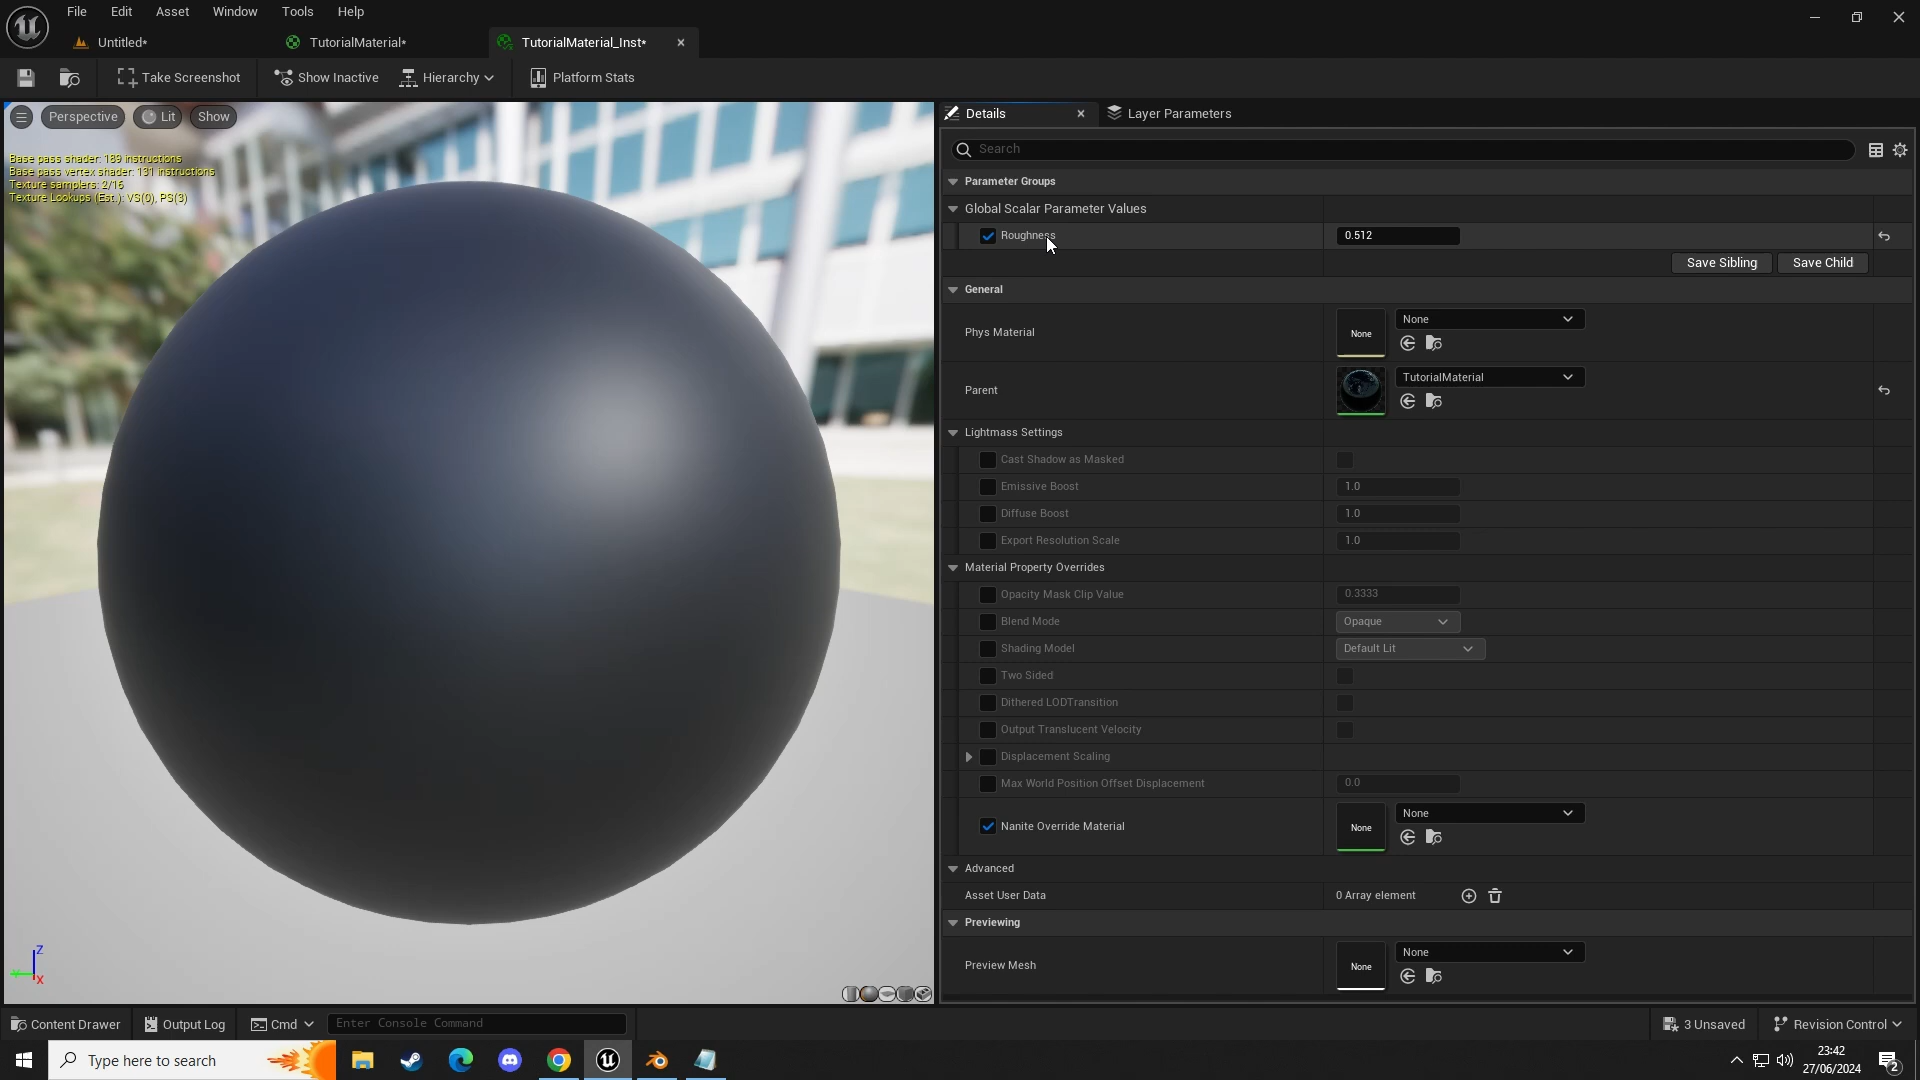 File Edit Asset Window Tools Help
Untitled* TutorialMaterial* TutorialMaterial_Inst*
Take Screenshot Show Inactive Hierarchy Platform Stats
Perspective Lit Show
Base pass shader: 189 instructions
Base pass vertex shader: 131 instructions
Texture samplers: 2/16
Texture Lookups (Est.): VS(0), PS(3)
Z
Y
X
Details Layer Parameters
Search
Parameter Groups
Global Scalar Parameter Values
Roughness 0.512
Save Sibling Save Child
General
Phys Material None None
Parent TutorialMaterial
Lightmass Settings
Cast Shadow as Masked
Emissive Boost 1.0
Diffuse Boost 1.0
Export Resolution Scale 1.0
Material Property Overrides
Opacity Mask Clip Value 0.3333
Blend Mode Opaque
Shading Model Default Lit
Two Sided
Dithered LODTransition
Output Translucent Velocity
Displacement Scaling
Max World Position Offset Displacement 0.0
Nanite Override Material None None
Advanced
Asset User Data 0 Array element
Previewing
Preview Mesh None None
Content Drawer Output Log Cmd Enter Console Command 3 Unsaved Revision Control
Type here to search 23:42
27/06/2024 2